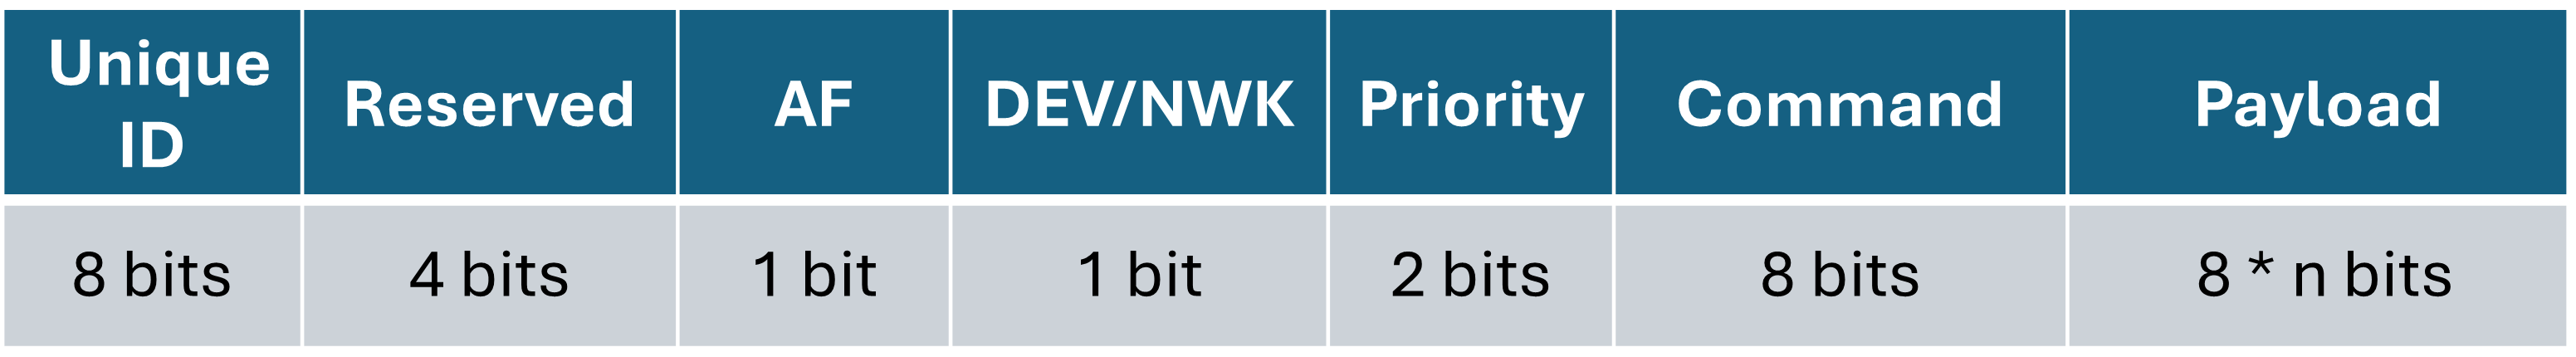 Unique
ID
Reserved
AF
DEV/NWK
Priority
Command
Payload
8 bits
4 bits
1 bit
1 bit
2 bits
8 bits
8 * n bits